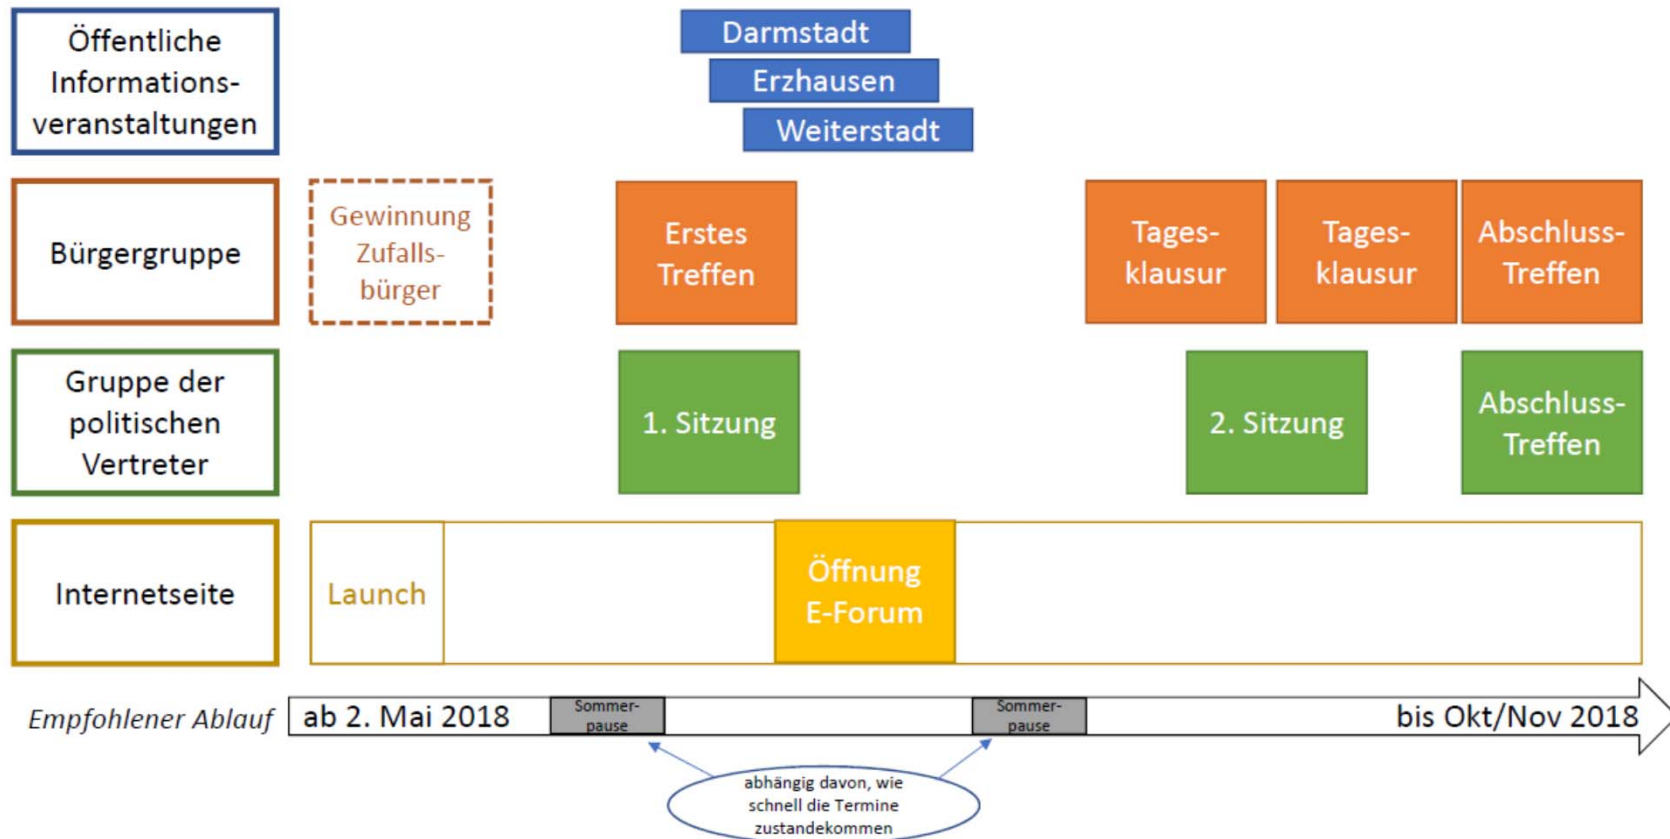 Öffentliche
Informations-
veranstaltungen
Darmstadt
Erzhausen
Weiterstadt
Bürgergruppe
Gewinnung
Zufalls-
bürger
Erstes
Treffen
Tages-
klausur
Tages-
klausur
Abschluss-
Treffen
Gruppe der
politischen
Vertreter
1. Sitzung
2. Sitzung
Abschluss-
Treffen
Internetseite
Launch
Öffnung
E-Forum
Empfohlener Ablauf
ab 2. Mai 2018
Sommer-
pause
Sommer-
pause
bis Okt/Nov 2018
abhängig davon, wie
schnell die Termine
zustandekommen